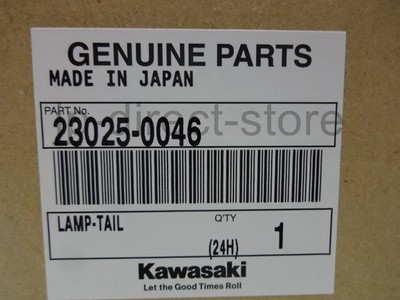 GENUINE PARTS
MADE IN JAPAN
PART No.
direct-store
23025-0046
LAMP-TAIL
Q'TY
(24H) 1
Kawasaki
Let the Good Times Roll